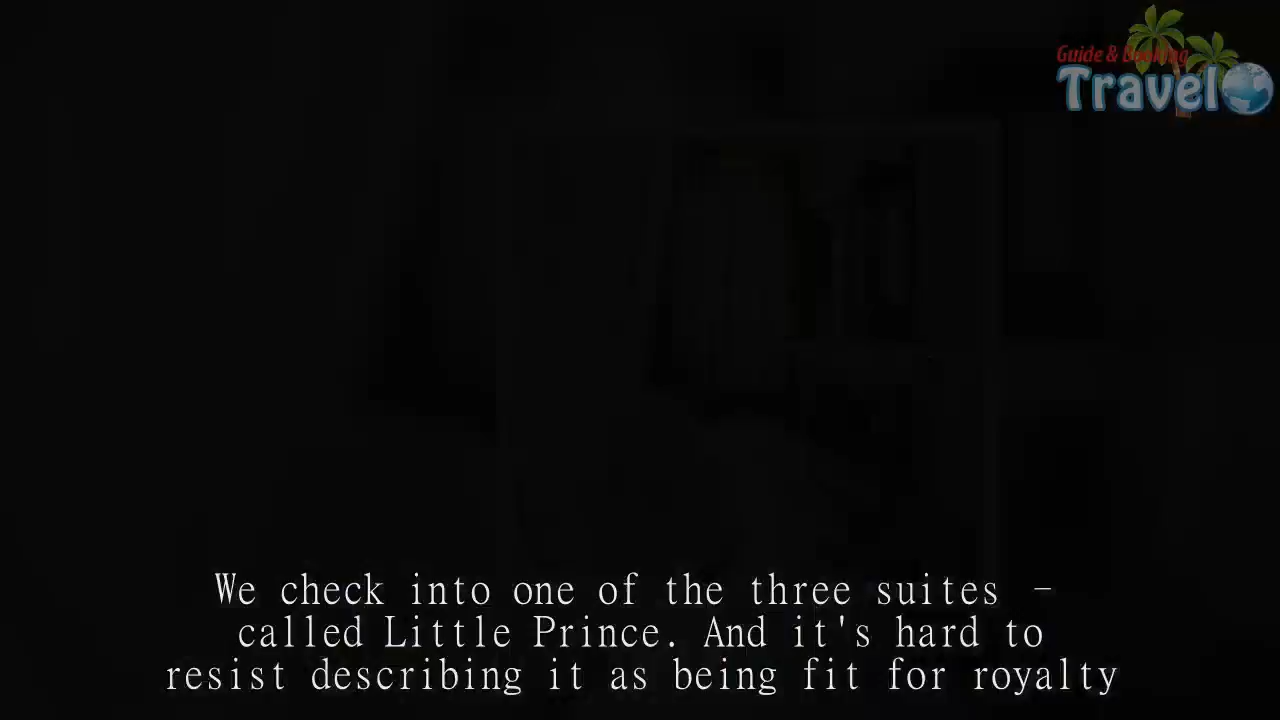 Guide & Booking
Travel
We check into one of the three suites -
called Little Prince. And it's hard to
resist describing it as being fit for royalty